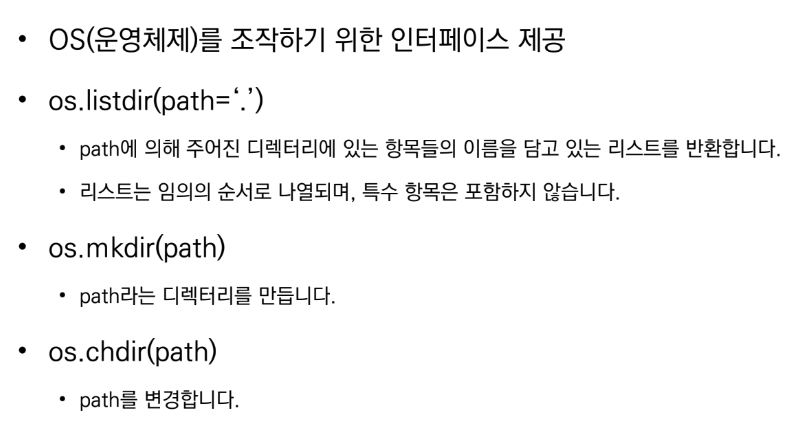 • OS(운영체제)를 조작하기 위한 인터페이스 제공
• os.listdir(path=‘.’)
• path에 의해 주어진 디렉터리에 있는 항목들의 이름을 담고 있는 리스트를 반환합니다.
• 리스트는 임의의 순서로 나열되며, 특수 항목은 포함하지 않습니다.
• os.mkdir(path)
• path라는 디렉터리를 만듭니다.
• os.chdir(path)
• path를 변경합니다.